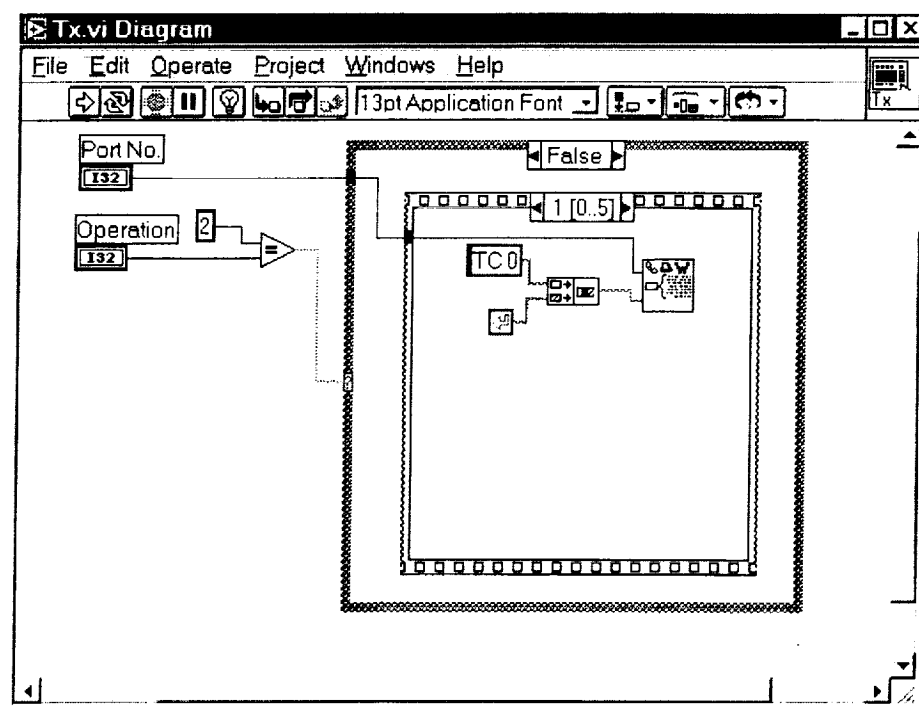 Tx.vi Diagram
File Edit Operate Project Windows Help
13pt Application Font
Tx
Port No.
I32
Operation
I32
2
=
False
1 [0..5]
TC 0
?